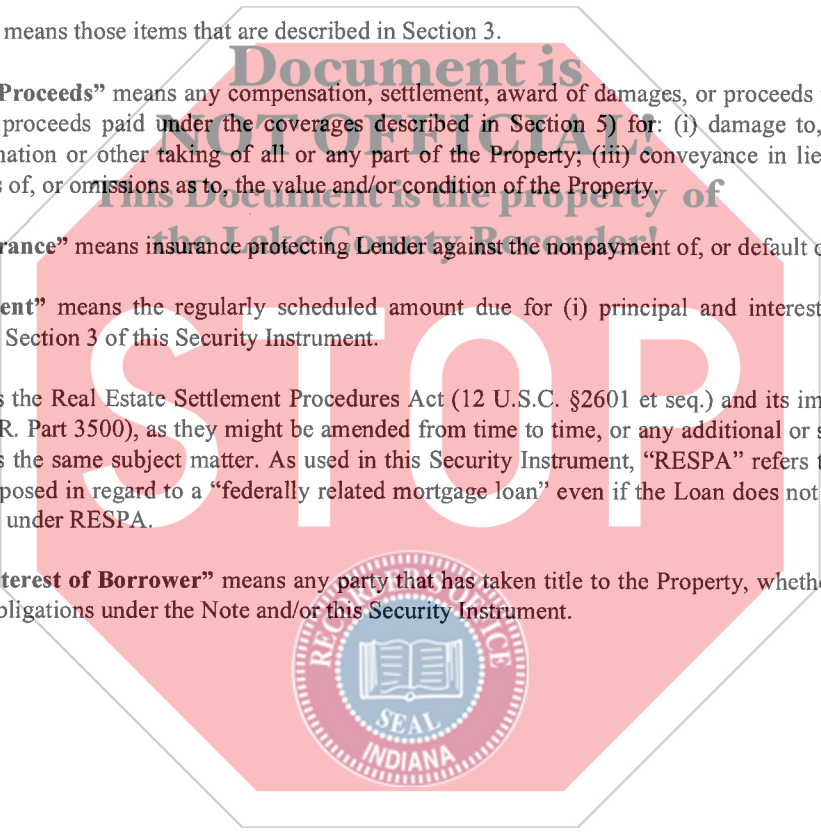 means those items that are described in Section 3.
Document is
Proceeds” means any compensation, settlement, award of damages, or proceeds
proceeds paid under the coverages described in Section 5) for: (i) damage to,
NOT OFFICIAL!
nation or other taking of all or any part of the Property; (iii) conveyance in lie
s of, or omissions as to, the value and/or condition of the Property.
This Document is the property of
the Lake County Recorder!
rance” means insurance protecting Lender against the nonpayment of, or default o
ent” means the regularly scheduled amount due for (i) principal and interest
Section 3 of this Security Instrument.
STOP
s the Real Estate Settlement Procedures Act (12 U.S.C. §2601 et seq.) and its im
R. Part 3500), as they might be amended from time to time, or any additional or s
s the same subject matter. As used in this Security Instrument, “RESPA” refers t
posed in regard to a “federally related mortgage loan” even if the Loan does not
under RESPA.
terest of Borrower” means any party that has taken title to the Property, whethe
bligations under the Note and/or this Security Instrument.
RECORDER'S OFFICE
SEAL
INDIANA